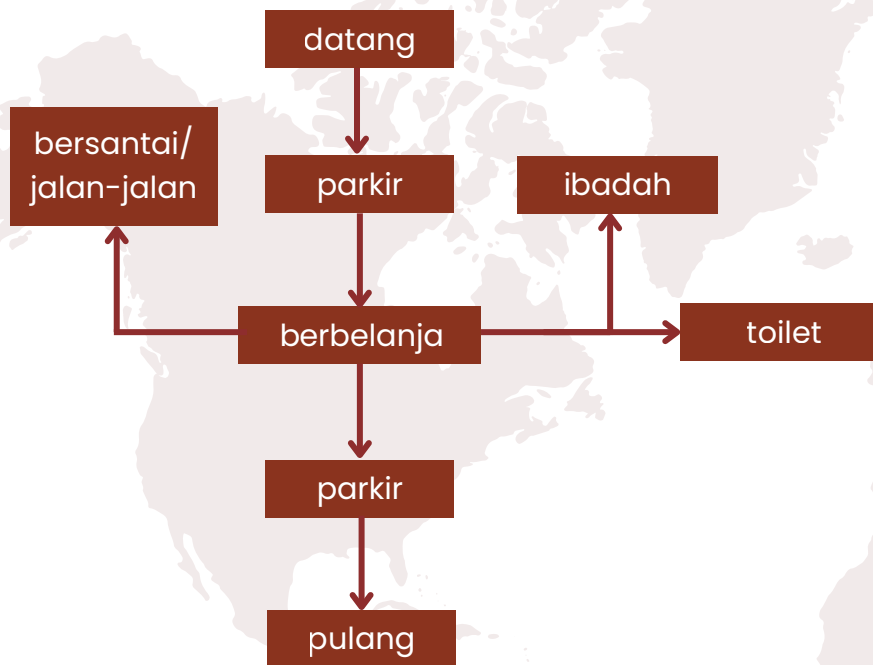 datang
bersantai/
jalan-jalan
parkir
ibadah
berbelanja
toilet
parkir
pulang